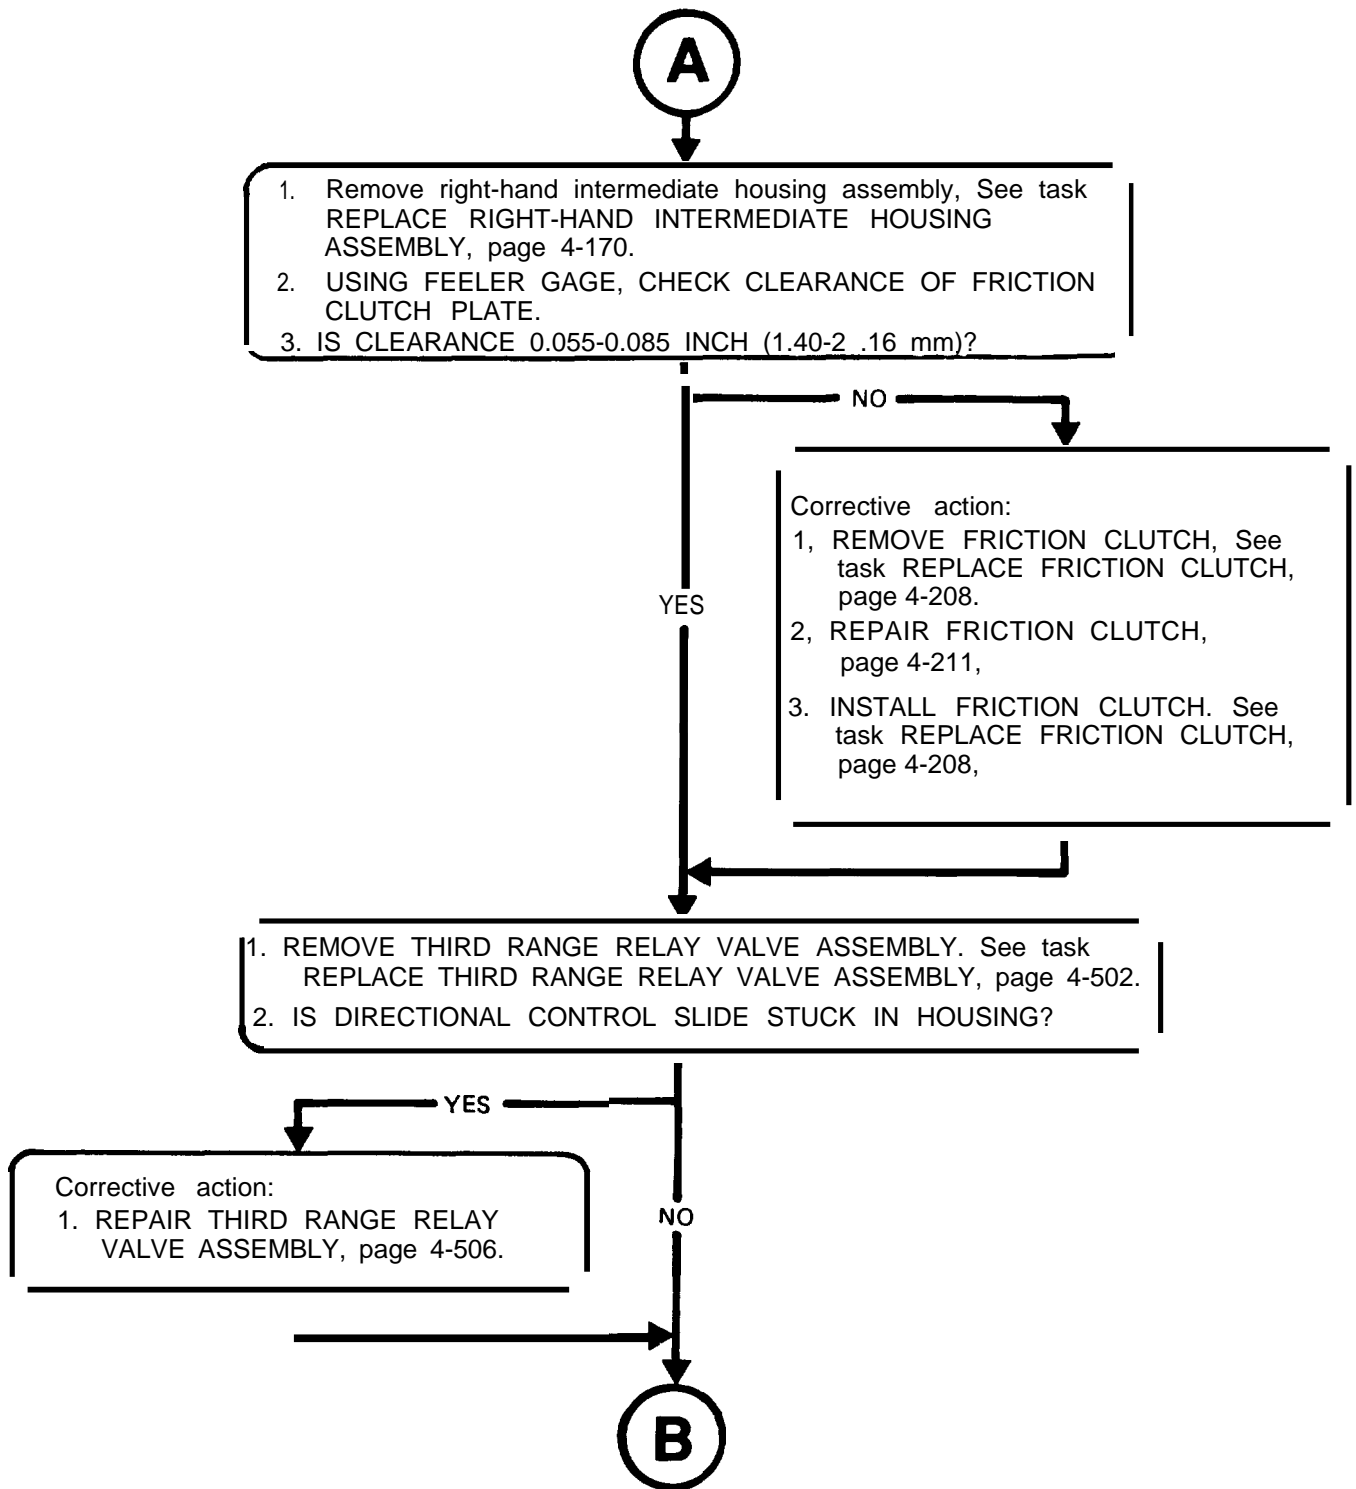 A
1. Remove right-hand intermediate housing assembly, See task
REPLACE RIGHT-HAND INTERMEDIATE HOUSING
ASSEMBLY, page 4-170.
2. USING FEELER GAGE, CHECK CLEARANCE OF FRICTION
CLUTCH PLATE.
3. IS CLEARANCE 0.055-0.085 INCH (1.40-2 .16 mm)?
NO
Corrective action:
1, REMOVE FRICTION CLUTCH, See
task REPLACE FRICTION CLUTCH,
page 4-208.
2, REPAIR FRICTION CLUTCH,
page 4-211,
3. INSTALL FRICTION CLUTCH. See
task REPLACE FRICTION CLUTCH,
page 4-208,
YES
1. REMOVE THIRD RANGE RELAY VALVE ASSEMBLY. See task
REPLACE THIRD RANGE RELAY VALVE ASSEMBLY, page 4-502.
2. IS DIRECTIONAL CONTROL SLIDE STUCK IN HOUSING?
YES
Corrective action:
1. REPAIR THIRD RANGE RELAY
VALVE ASSEMBLY, page 4-506.
NO
B